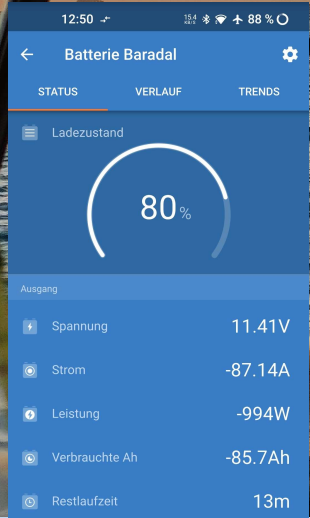 12:50 15.4 KB/S 88 %
Batterie Baradal
STATUS VERLAUF TRENDS
Ladezustand
80%
Ausgang
Spannung 11.41V
Strom -87.14A
Leistung -994W
Verbrauchte Ah -85.7Ah
Restlaufzeit 13m